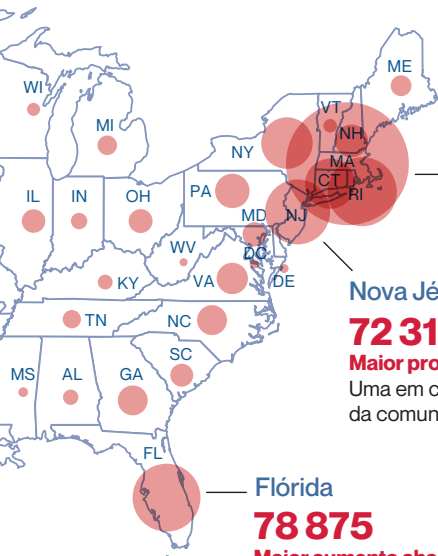 ME
WI
VT
MI
NH
NY
MA
CT
PA
IL
IN
OH
RI
MD
NJ
WV
DC
VA
DE
KY
Nova Jé
TN
NC
72 31
Maior pro
SC
MS
AL
GA
Uma em c
da comun
FL
Flórida
78 875